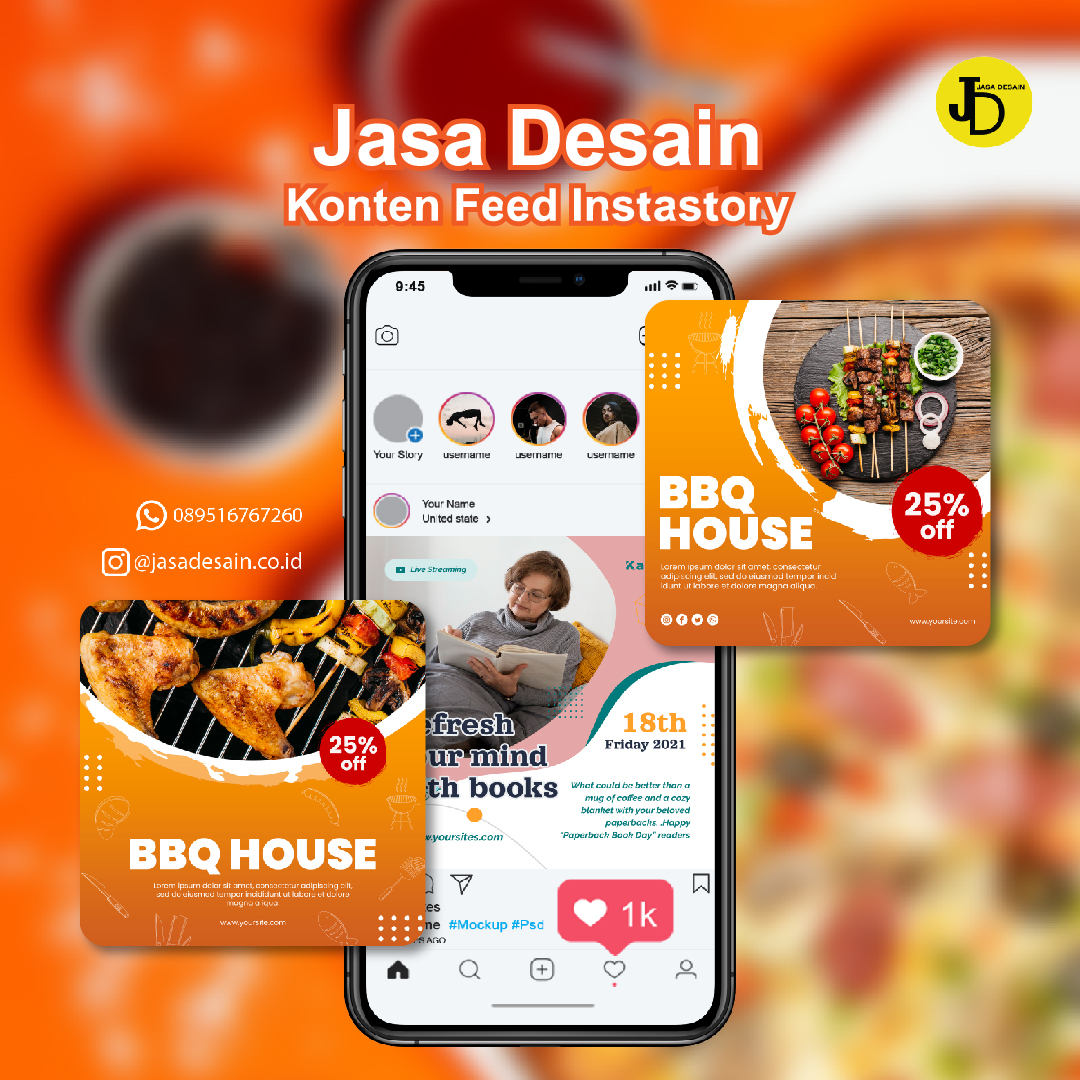 JD
JAGA DESAIN
Jasa Desain
Konten Feed Instastory
9:45
Your Story
username
username
username
Your Name
United state
089516767260
@jasadesain.co.id
BBQ
HOUSE
25%
off
Lorem ipsum dolor sit amet, consectetur
adipiscing elit, sed do eiusmod tempor incid
idunt ut labore et dolore magna aliqua.
www.yoursite.com
Live Streaming
Ka
efresh
ur mind
th books
18th
Friday 2021
What could be better than a
mug of coffee and a cozy
blanket with your beloved
paperbacks. .Happy
"Paperback Book Day" readers
w.yoursites.com
25%
off
BBQ HOUSE
Lorem ipsum dolor sit amet, consectetur adipiscing elit,
sed do eiusmod tempor incididunt ut labore et dolore
magna aliqua.
www.yoursite.com
es
me #Mockup #Psd
S AGO
1k